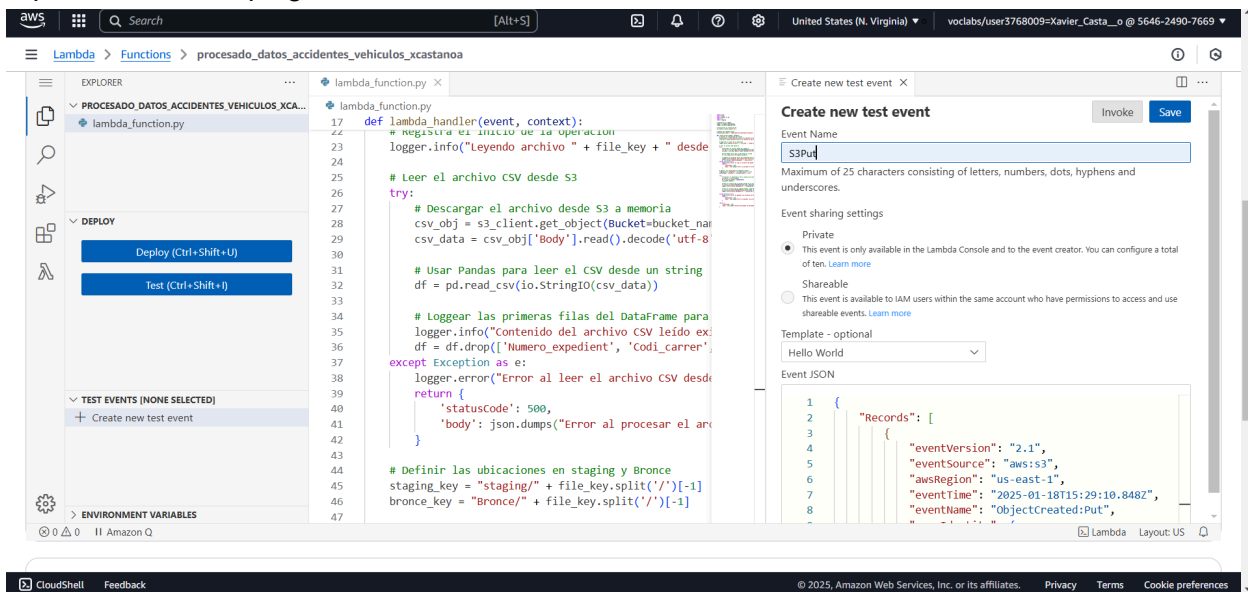 aws
Search
[Alt+S]
United States (N. Virginia) ▼
voclabs/user3768009=Xavier_Casta__o @ 5646-2490-7669 ▼
Lambda > Functions > procesado_datos_accidentes_vehiculos_xcastanoa
EXPLORER
PROCESADO_DATOS_ACCIDENTES_VEHICULOS_XCA...
lambda_function.py
DEPLOY
Deploy (Ctrl+Shift+U)
Test (Ctrl+Shift+I)
TEST EVENTS [NONE SELECTED]
+ Create new test event
ENVIRONMENT VARIABLES
lambda_function.py
lambda_function.py
17 def lambda_handler(event, context):
22 # Registra el inicio de la operación
23 logger.info("Leyendo archivo " + file_key + " desde
24
25 # Leer el archivo CSV desde S3
26 try:
27 # Descargar el archivo desde S3 a memoria
28 csv_obj = s3_client.get_object(Bucket=bucket_nam
29 csv_data = csv_obj['Body'].read().decode('utf-8'
30
31 # Usar Pandas para leer el CSV desde un string
32 df = pd.read_csv(io.StringIO(csv_data))
33
34 # Loggear las primeras filas del DataFrame para
35 logger.info("Contenido del archivo CSV leído exi
36 df = df.drop(['Numero_expedient', 'Codi_carrer',
37 except Exception as e:
38 logger.error("Error al leer el archivo CSV desde
39 return {
40 'statusCode': 500,
41 'body': json.dumps("Error al procesar el arc
42 }
43
44 # Definir las ubicaciones en staging y Bronce
45 staging_key = "staging/" + file_key.split('/')[-1]
46 bronce_key = "Bronce/" + file_key.split('/')[-1]
47
Create new test event
Create new test event
Invoke
Save
Event Name
S3Put
Maximum of 25 characters consisting of letters, numbers, dots, hyphens and
underscores.
Event sharing settings
Private
This event is only available in the Lambda Console and to the event creator. You can configure a total
of ten. Learn more
Shareable
This event is available to IAM users within the same account who have permissions to access and use
shareable events. Learn more
Template - optional
Hello World
Event JSON
1 {
2 "Records": [
3 {
4 "eventVersion": "2.1",
5 "eventSource": "aws:s3",
6 "awsRegion": "us-east-1",
7 "eventTime": "2025-01-18T15:29:10.848Z",
8 "eventName": "ObjectCreated:Put",
0 0 Amazon Q
Lambda Layout: US
CloudShell Feedback
© 2025, Amazon Web Services, Inc. or its affiliates. Privacy Terms Cookie preferences